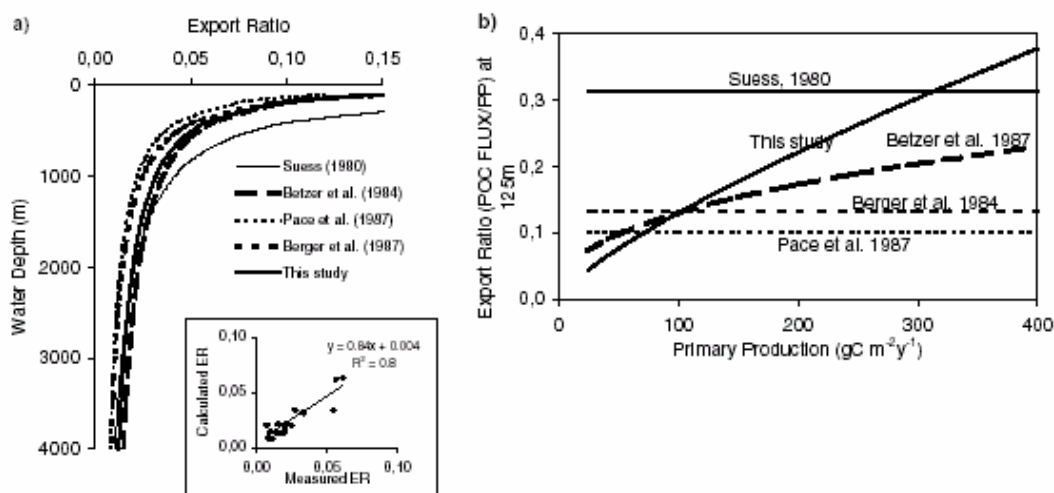 a)
Export Ratio
0,00 0,05 0,10 0,15
0
1000
2000
3000
4000
Water Depth (m)
Suess (1980)
Betzer et al. (1984)
Pace et al. (1987)
Berger et al. (1987)
This study
0,10
0,05
0,00
Calculated ER
y = 0.84x + 0.004
R² = 0.8
0,00 0,05 0,10
Measured ER
b)
Export Ratio (POC FLUX/PP) at
125m
0,4
0,3
0,2
0,1
0,0
Suess, 1980
This study
Betzer et al. 1987
Berger et al. 1984
Pace et al. 1987
0 100 200 300 400
Primary Production (gC m⁻²y⁻¹)